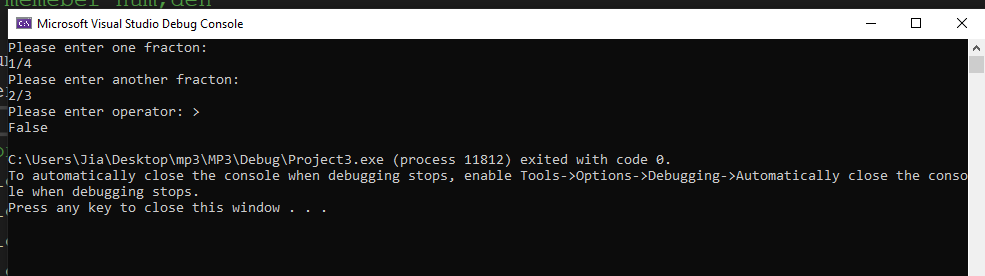 memeber num,den
Microsoft Visual Studio Debug Console
Please enter one fracton:
1/4
Please enter another fracton:
2/3
Please enter operator: >
False
C:\Users\Jia\Desktop\mp3\MP3\Debug\Project3.exe (process 11812) exited with code 0.
To automatically close the console when debugging stops, enable Tools->Options->Debugging->Automatically close the conso
le when debugging stops.
Press any key to close this window . . .